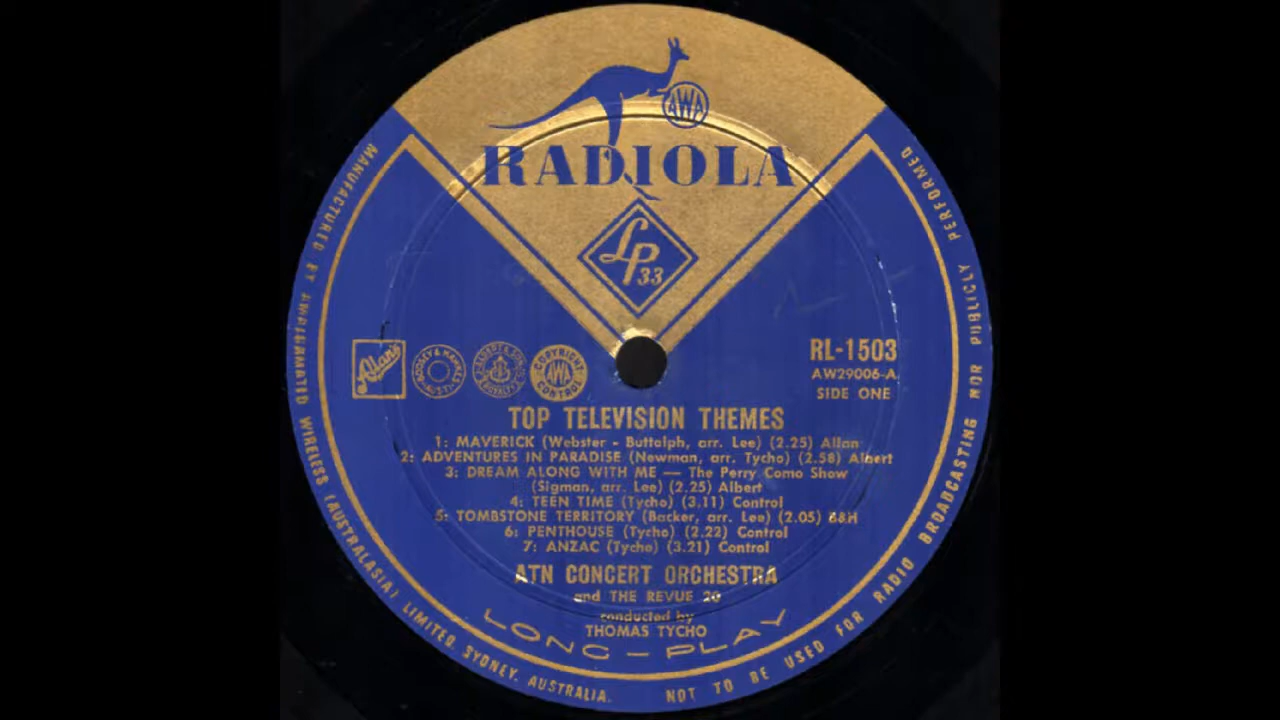 AWA
RADIOLA
LP
33
Allans
BOOSEY & HAWKES
AUST
COPYRIGHT
AWA
CONTROL
RL-1503
AW29006-A
SIDE ONE
TOP TELEVISION THEMES
1: MAVERICK (Webster - Buttolph, arr. Lee) (2.25) Allan
2: ADVENTURES IN PARADISE (Newman, arr. Tycho) (2.58) Albert
3: DREAM ALONG WITH ME — The Perry Como Show
(Sigman, arr. Lee) (2.25) Albert
4: TEEN TIME (Tycho) (3.11) Control
5: TOMBSTONE TERRITORY (Backer, arr. Lee) (2.05) B&H
6: PENTHOUSE (Tycho) (2.22) Control
7: ANZAC (Tycho) (3.21) Control
ATN CONCERT ORCHESTRA
and THE REVUE 20
conducted by
THOMAS TYCHO
LONG-PLAY
MANUFACTURED BY AMALGAMATED WIRELESS (AUSTRALASIA) LIMITED. SYDNEY. AUSTRALIA.
NOT TO BE USED FOR RADIO BROADCASTING NOR PUBLICLY PERFORMED